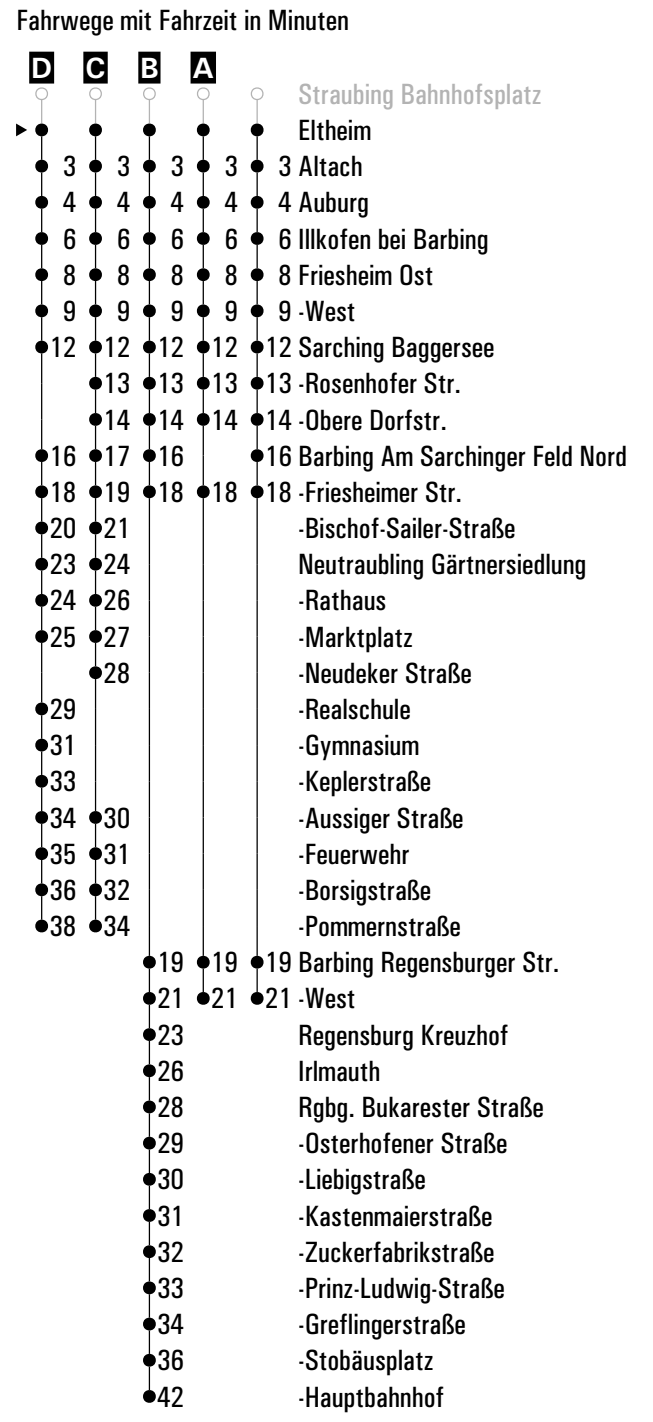 Fahrwege mit Fahrzeit in Minuten
D C B A
Straubing Bahnhofsplatz
Eltheim
3 3 3 3 3 Altach
4 4 4 4 4 Auburg
6 6 6 6 6 Illkofen bei Barbing
8 8 8 8 8 Friesheim Ost
9 9 9 9 9 -West
12 12 12 12 12 Sarching Baggersee
13 13 13 13 -Rosenhofer Str.
14 14 14 14 -Obere Dorfstr.
16 17 16 16 Barbing Am Sarchinger Feld Nord
18 19 18 18 18 -Friesheimer Str.
20 21 -Bischof-Sailer-Straße
23 24 Neutraubling Gärtnersiedlung
24 26 -Rathaus
25 27 -Marktplatz
28 -Neudeker Straße
29 -Realschule
31 -Gymnasium
33 -Keplerstraße
34 30 -Aussiger Straße
35 31 -Feuerwehr
36 32 -Borsigstraße
38 34 -Pommernstraße
19 19 19 Barbing Regensburger Str.
21 21 21 -West
23 Regensburg Kreuzhof
26 Irlmauth
28 Rgbg. Bukarester Straße
29 -Osterhofener Straße
30 -Liebigstraße
31 -Kastenmaierstraße
32 -Zuckerfabrikstraße
33 -Prinz-Ludwig-Straße
34 -Greflingerstraße
36 -Stobäusplatz
42 -Hauptbahnhof